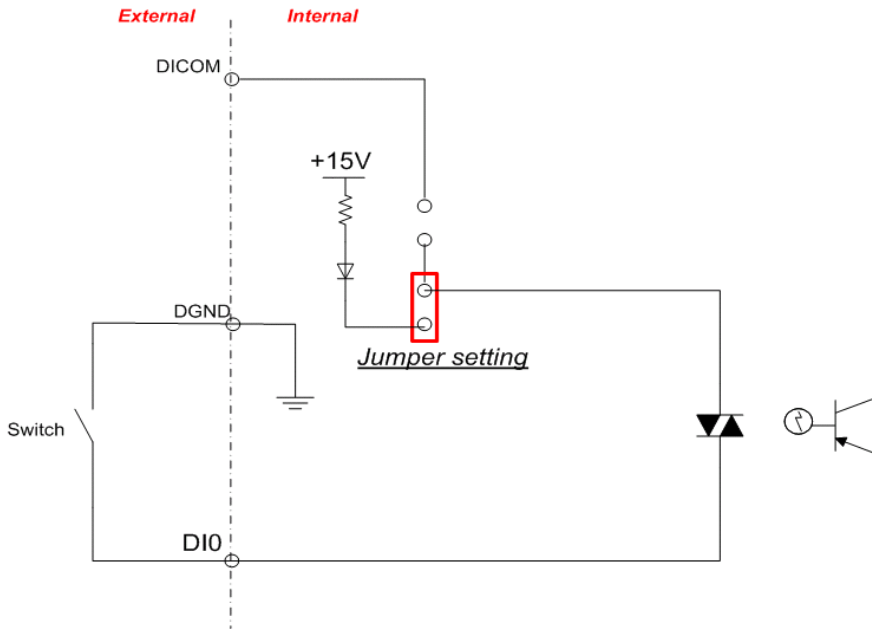 External
Internal
DICOM
+15V
DGND
Jumper setting
Switch
DI0